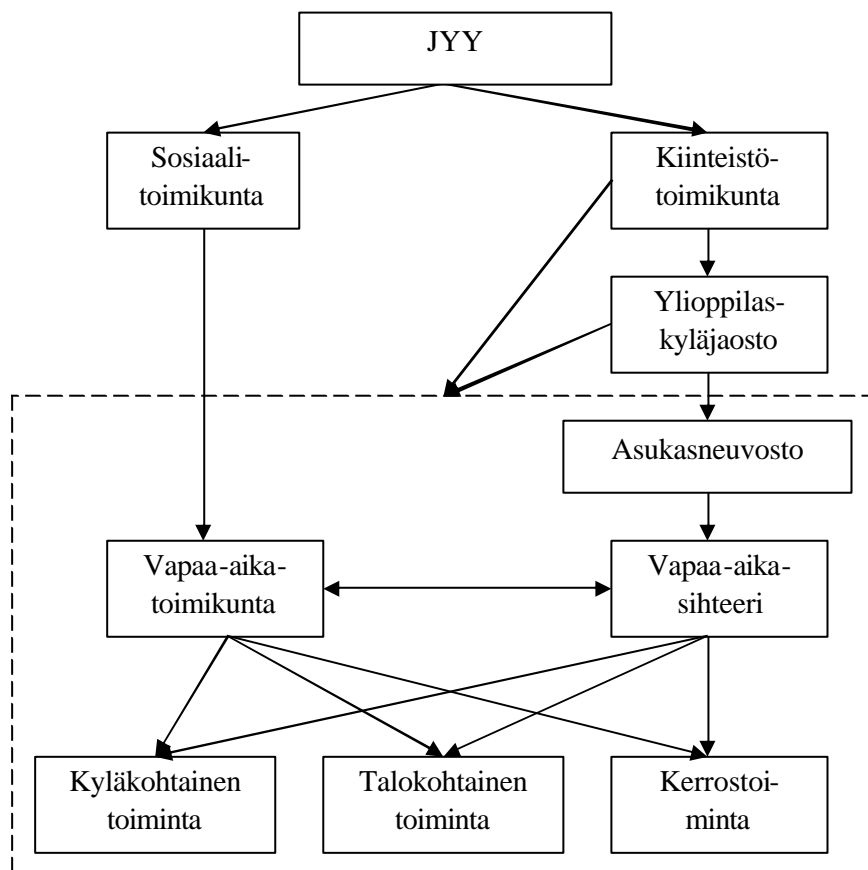 JYY
Sosiaali-
toimikunta
Kiinteistö-
toimikunta
Ylioppilas-
kyläjaosto
Asukasneuvosto
Vapaa-aika-
toimikunta
Vapaa-aika-
sihteeri
Kyläkohtainen
toiminta
Talokohtainen
toiminta
Kerrostoi-
minta